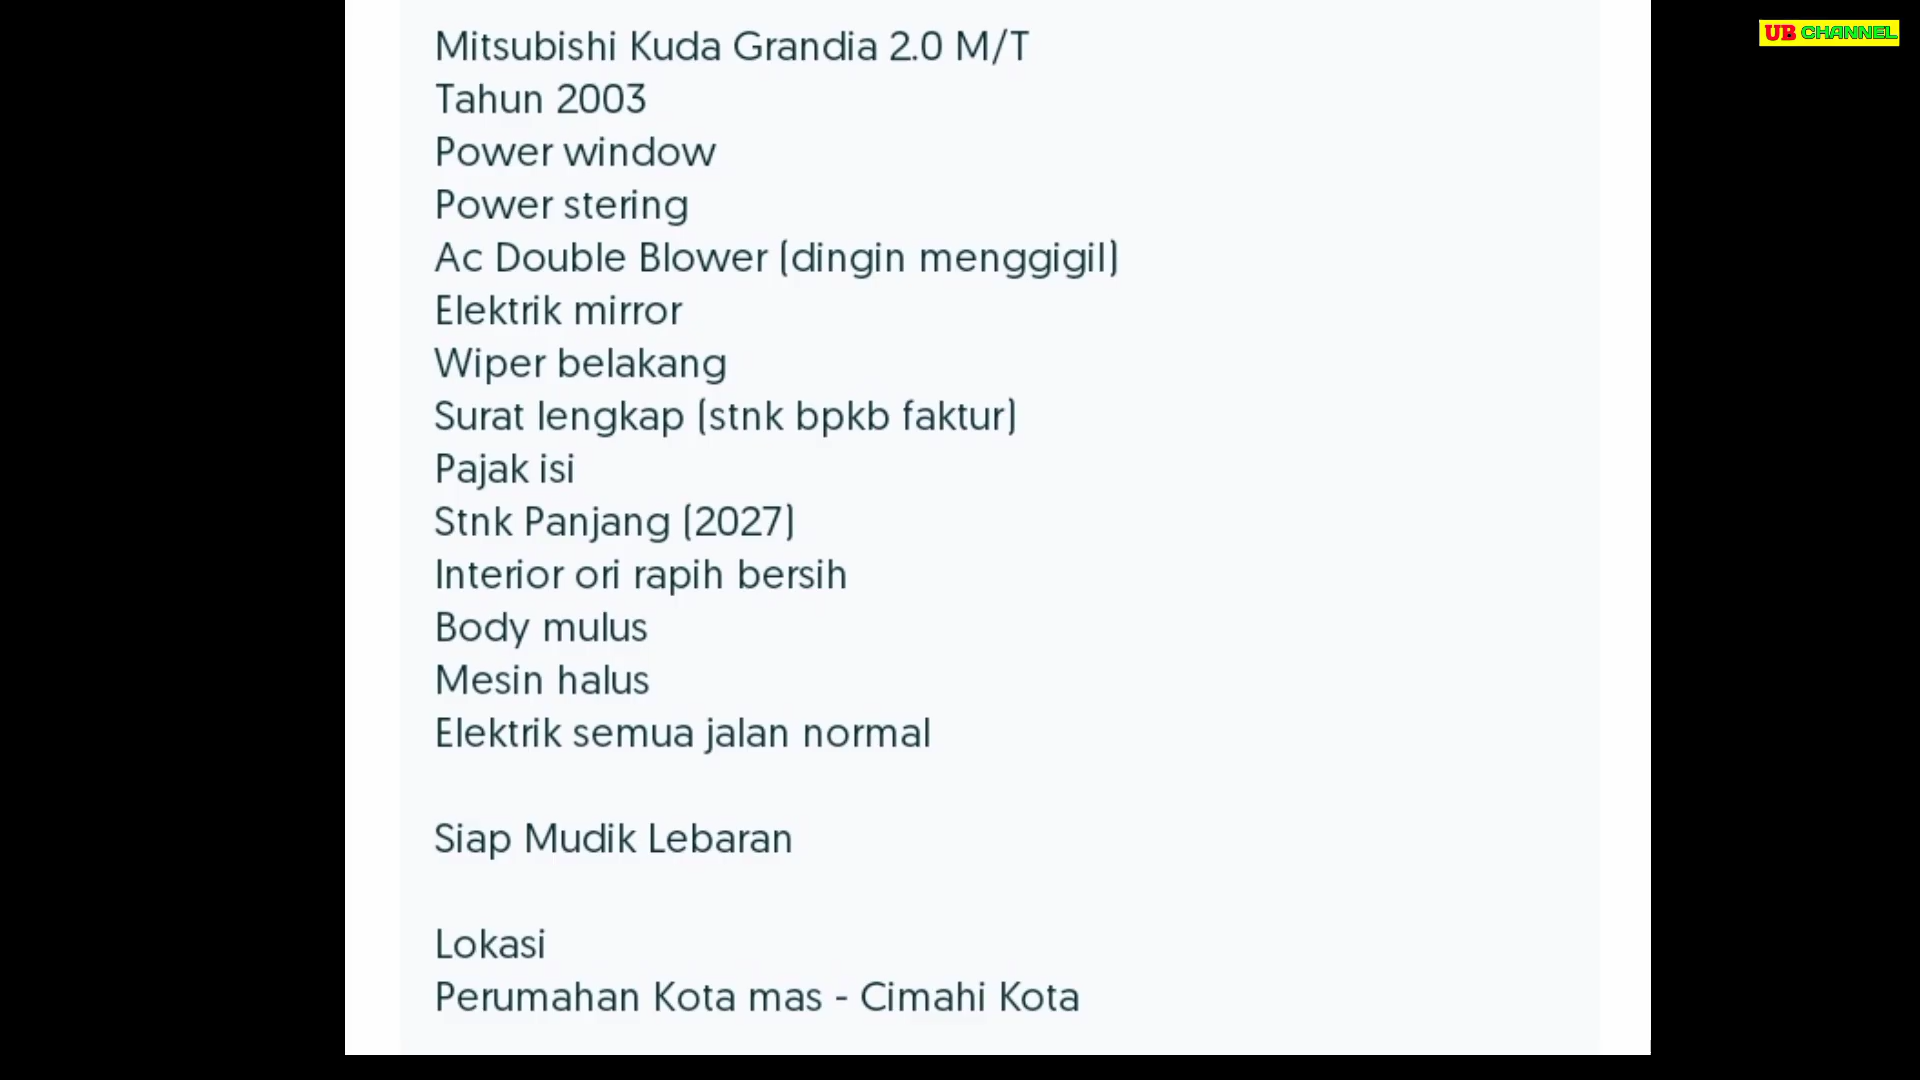 UB CHANNEL
Mitsubishi Kuda Grandia 2.0 M/T
Tahun 2003
Power window
Power stering
Ac Double Blower (dingin menggigil)
Elektrik mirror
Wiper belakang
Surat lengkap (stnk bpkb faktur)
Pajak isi
Stnk Panjang (2027)
Interior ori rapih bersih
Body mulus
Mesin halus
Elektrik semua jalan normal
Siap Mudik Lebaran
Lokasi
Perumahan Kota mas - Cimahi Kota